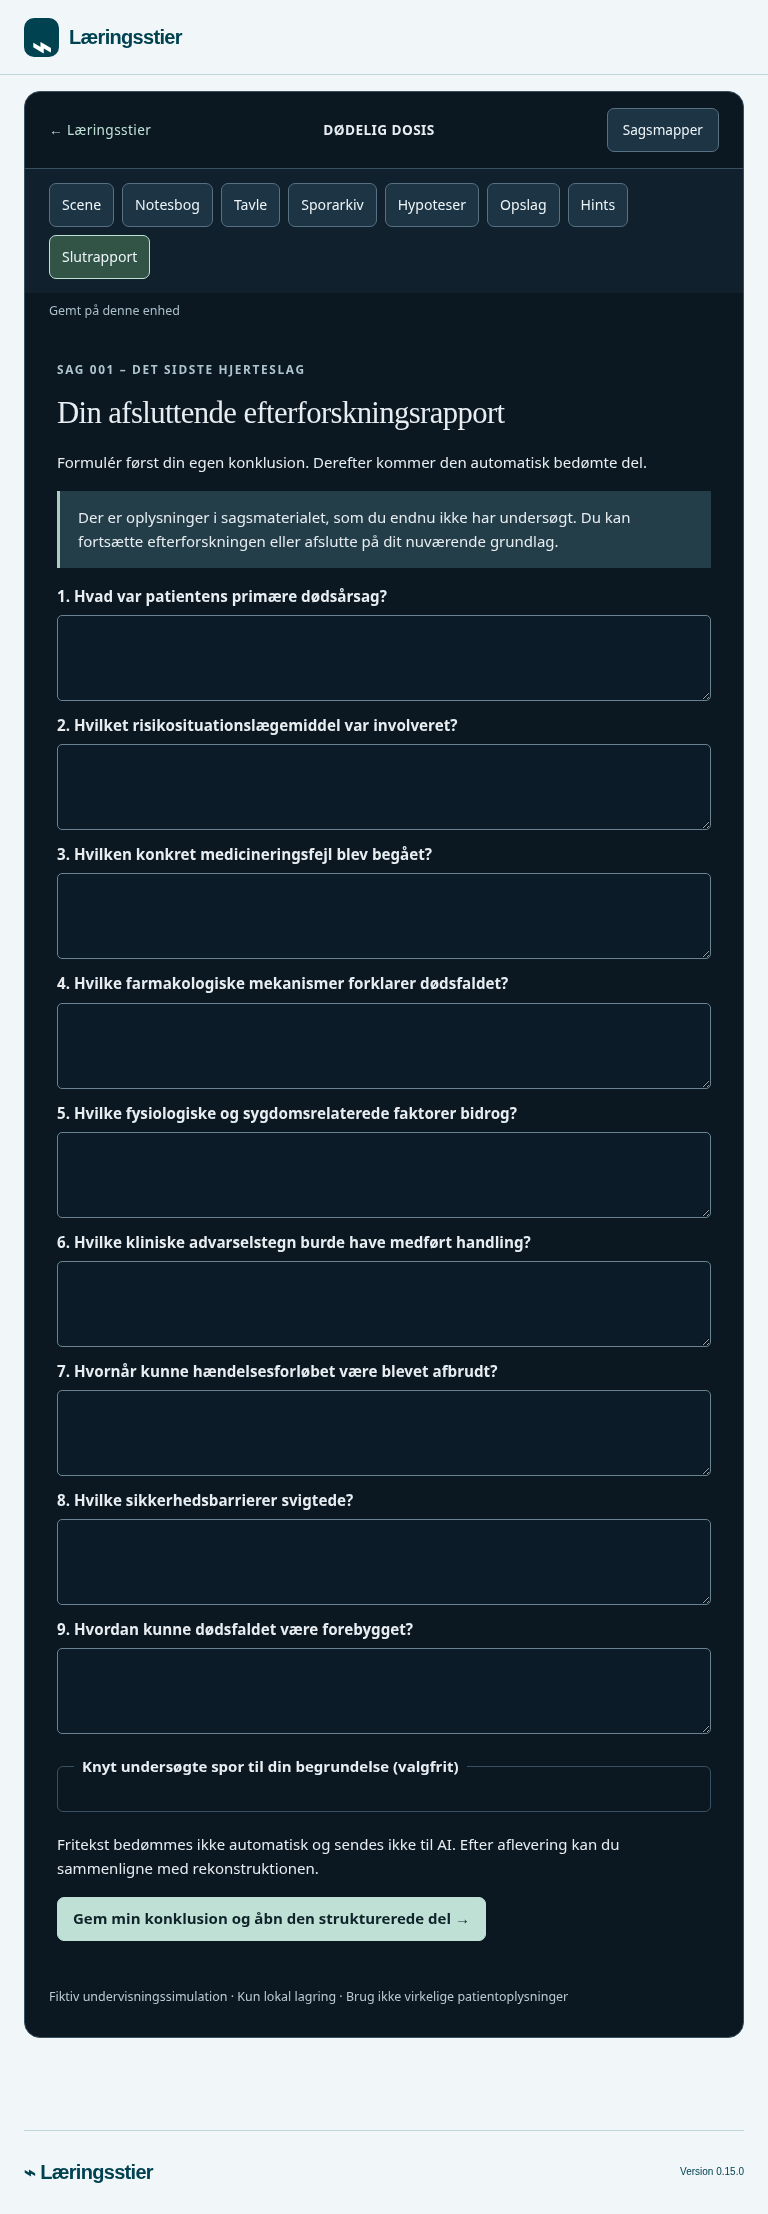 Læringsstier
← Læringsstier
DØDELIG DOSIS
Sagsmapper
Scene
Notesbog
Tavle
Sporarkiv
Hypoteser
Opslag
Hints
Slutrapport
Gemt på denne enhed
SAG 001 – DET SIDSTE HJERTESLAG
Din afsluttende efterforskningsrapport
Formulér først din egen konklusion. Derefter kommer den automatisk bedømte del.
Der er oplysninger i sagsmaterialet, som du endnu ikke har undersøgt. Du kan
fortsætte efterforskningen eller afslutte på dit nuværende grundlag.
1. Hvad var patientens primære dødsårsag?
2. Hvilket risikosituationslægemiddel var involveret?
3. Hvilken konkret medicineringsfejl blev begået?
4. Hvilke farmakologiske mekanismer forklarer dødsfaldet?
5. Hvilke fysiologiske og sygdomsrelaterede faktorer bidrog?
6. Hvilke kliniske advarselstegn burde have medført handling?
7. Hvornår kunne hændelsesforløbet være blevet afbrudt?
8. Hvilke sikkerhedsbarrierer svigtede?
9. Hvordan kunne dødsfaldet være forebygget?
Knyt undersøgte spor til din begrundelse (valgfrit)
Fritekst bedømmes ikke automatisk og sendes ikke til AI. Efter aflevering kan du
sammenligne med rekonstruktionen.
Gem min konklusion og åbn den strukturerede del →
Fiktiv undervisningssimulation · Kun lokal lagring · Brug ikke virkelige patientoplysninger
Læringsstier
Version 0.15.0